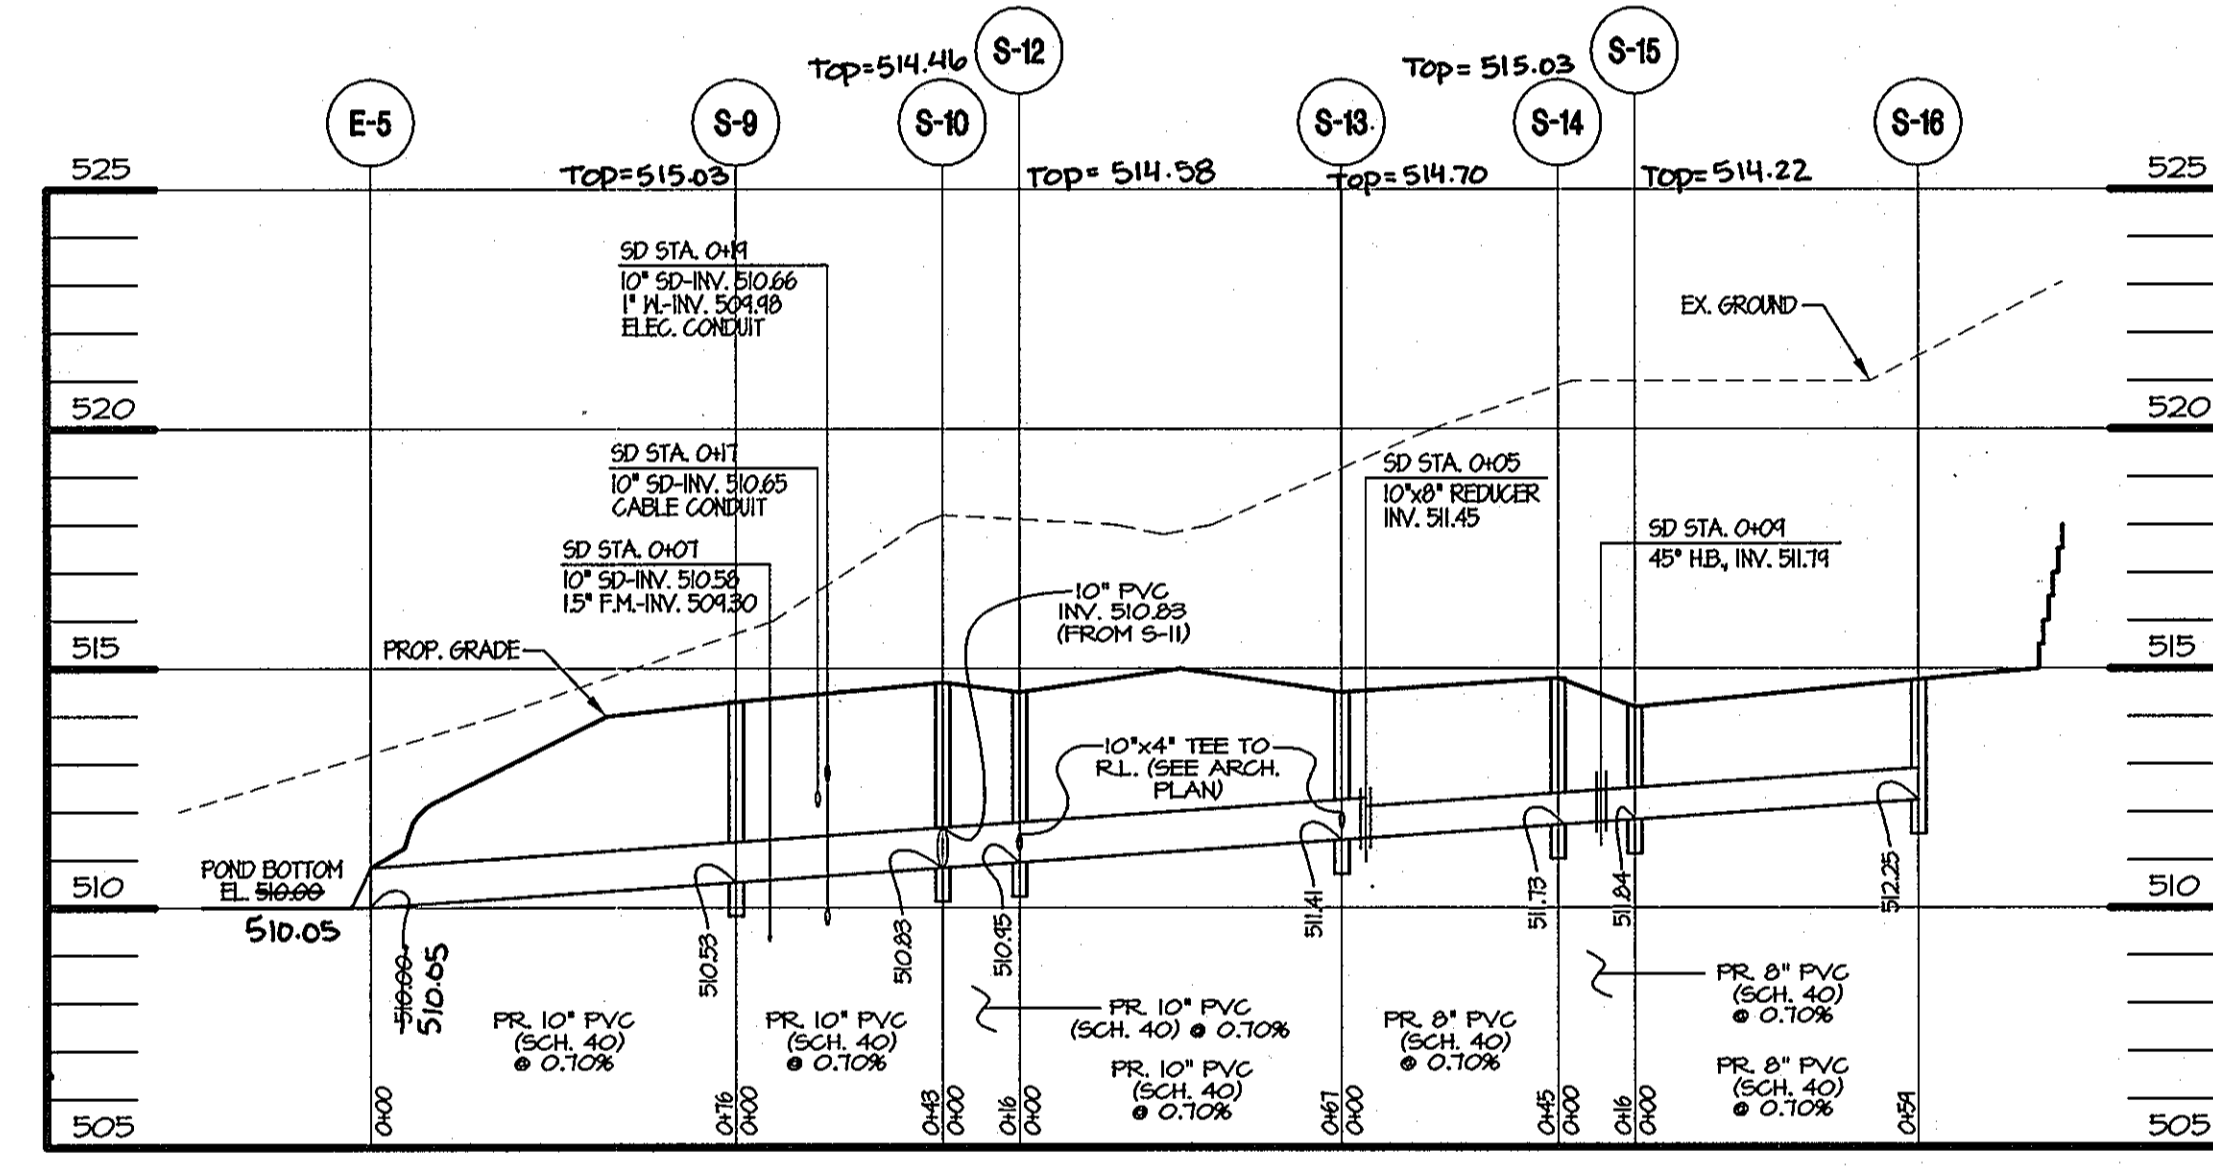 S-12
S-15
TOP=514.46
TOP= 515.03
E-5
S-9
S-10
S-13
S-14
S-16
525
TOP=515.03
TOP= 514.58
TOP=514.70
TOP=514.22
525
SD STA. 0+19
10" SD-INV. 510.66
1" W.-INV. 509.98
ELEC. CONDUIT
EX. GROUND
520
520
SD STA. 0+17
10" SD-INV. 510.65
CABLE CONDUIT
SD STA. 0+05
10"x8" REDUCER
INV. 511.45
SD STA. 0+09
45° H.B., INV. 511.79
SD STA. 0+07
10" SD-INV. 510.58
1.5" F.M.-INV. 509.30
10" PVC
INV. 510.83
(FROM S-11)
PROP. GRADE
515
515
10"x4" TEE TO
R.L. (SEE ARCH.
PLAN)
POND BOTTOM
EL. 510.00
510.05
510
510
510.00
510.05
510.53
510.83
510.95
511.41
511.73
511.84
512.25
PR. 10" PVC
(SCH. 40)
@ 0.70%
PR. 10" PVC
(SCH. 40)
@ 0.70%
PR. 10" PVC
(SCH. 40) @ 0.70%
PR. 10" PVC
(SCH. 40)
@ 0.70%
PR. 8" PVC
(SCH. 40)
@ 0.70%
PR. 8" PVC
(SCH. 40)
@ 0.70%
PR. 8" PVC
(SCH. 40)
@ 0.70%
505
0+00
0+76
0+00
0+43
0+00
0+16
0+00
0+67
0+00
0+45
0+00
0+16
0+00
0+59
505